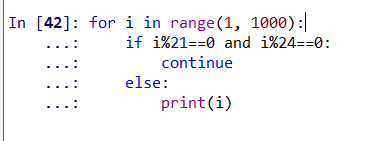 In [42]: for i in range(1, 1000):
    ...:     if i%21==0 and i%24==0:
    ...:         continue
    ...:     else:
    ...:         print(i)